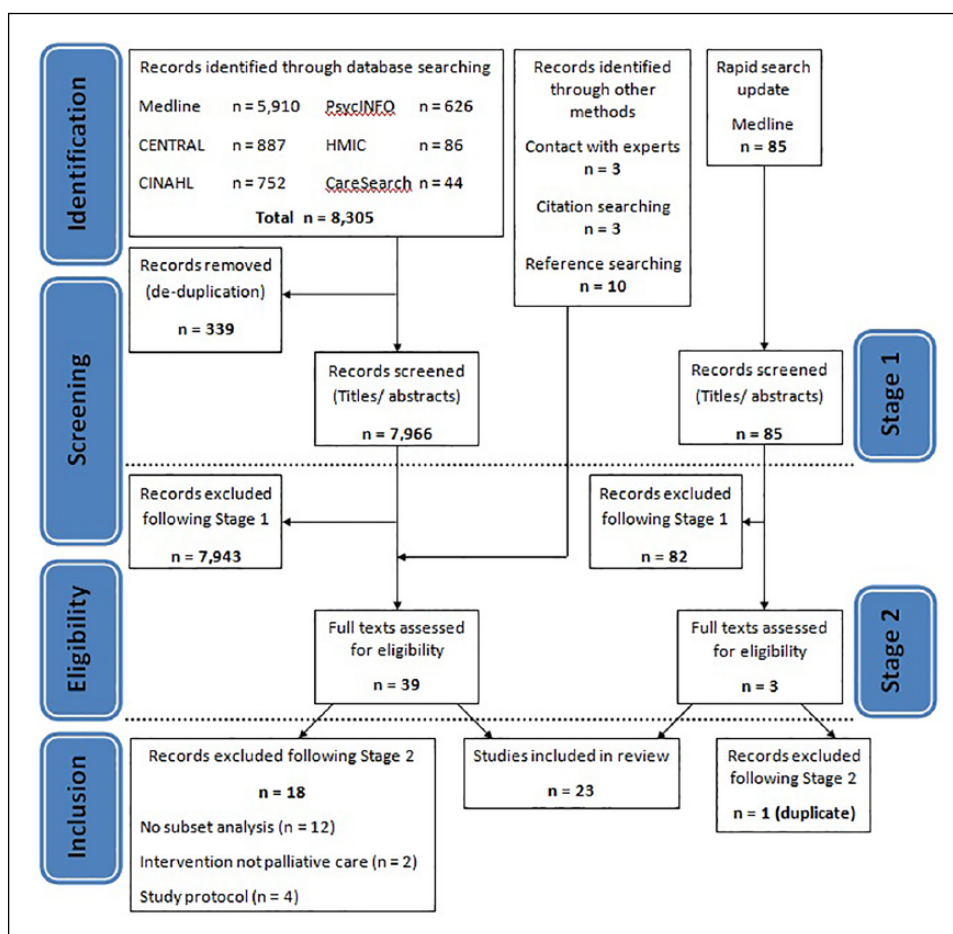 Identification
Records identified through database searching
Medline n = 5,910 PsycINFO n = 626
CENTRAL n = 887 HMIC n = 86
CINAHL n = 752 CareSearch n = 44
Total n = 8,305
Records identified
through other
methods
Contact with experts
n = 3
Citation searching
n = 3
Reference searching
n = 10
Rapid search
update
Medline
n = 85
Screening
Records removed
(de-duplication)
n = 339
Records screened
(Titles/ abstracts)
n = 7,966
Records screened
(Titles/ abstracts)
n = 85
Stage 1
Records excluded
following Stage 1
n = 7,943
Records excluded
following Stage 1
n = 82
Eligibility
Full texts assessed
for eligibility
n = 39
Full texts assessed
for eligibility
n = 3
Stage 2
Inclusion
Records excluded following Stage 2
n = 18
No subset analysis (n = 12)
Intervention not palliative care (n = 2)
Study protocol (n = 4)
Studies included in review
n = 23
Records excluded
following Stage 2
n = 1 (duplicate)